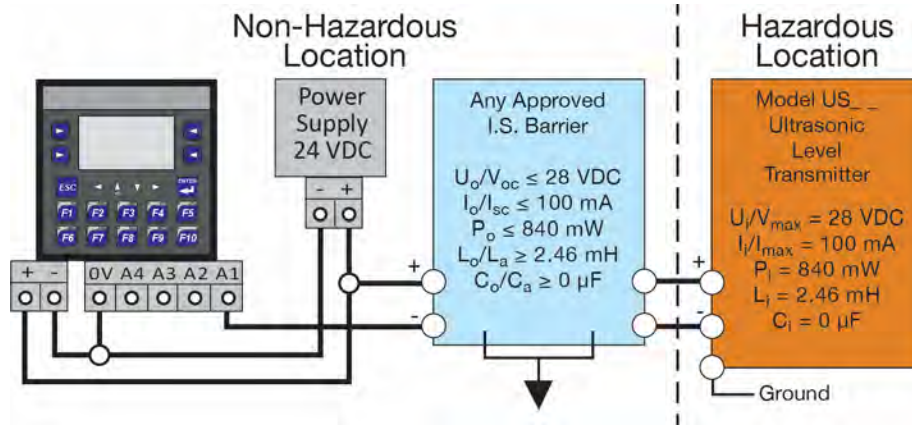 Non-Hazardous
Location
Hazardous
Location
Power
Supply
24 VDC
- +
Any Approved
I.S. Barrier
Uₒ/Vₒc ≤ 28 VDC
Iₒ/Isc ≤ 100 mA
Pₒ ≤ 840 mW
Lₒ/Lₐ ≥ 2.46 mH
Cₒ/Cₐ ≥ 0 µF
Model US_ _
Ultrasonic
Level
Transmitter
Uᵢ/Vmax = 28 VDC
Iᵢ/Imax = 100 mA
Pᵢ = 840 mW
Lᵢ = 2.46 mH
Cᵢ = 0 µF
ESC
ENTER
F1 F2 F3 F4 F5
F6 F7 F8 F9 F10
+ - 0V A4 A3 A2 A1
+
-
+
-
Ground